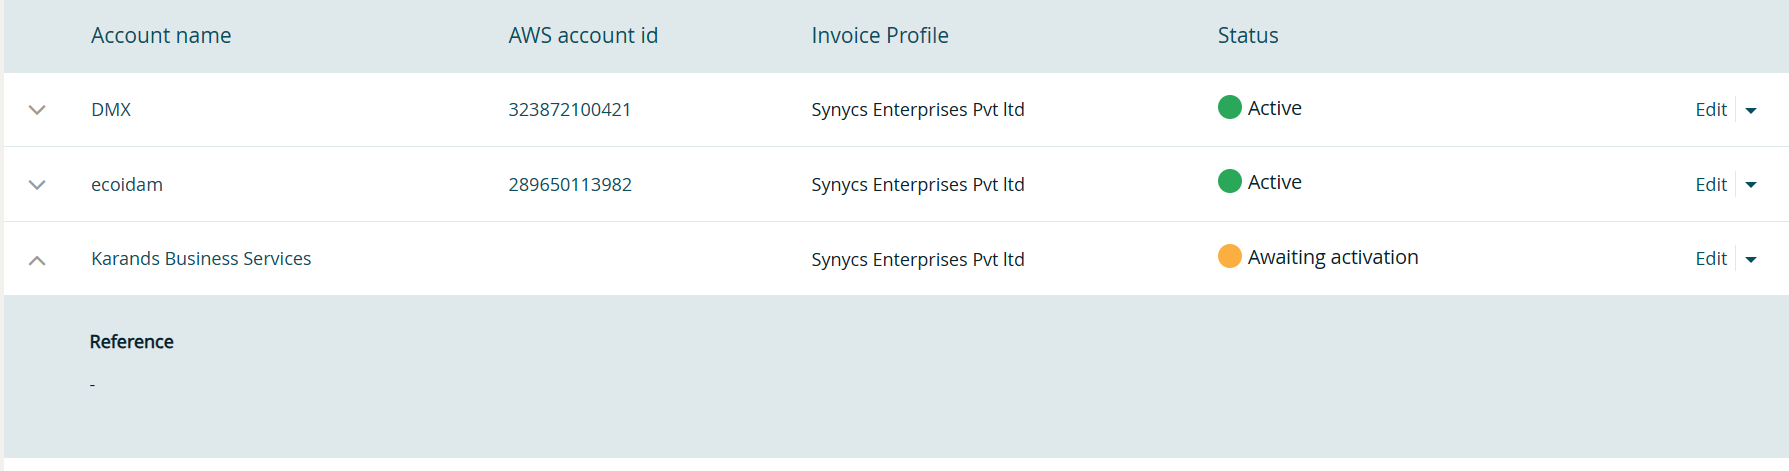 Account name AWS account id Invoice Profile Status
DMX 323872100421 Synycs Enterprises Pvt ltd Active Edit
ecoidam 289650113982 Synycs Enterprises Pvt ltd Active Edit
Karands Business Services Synycs Enterprises Pvt ltd Awaiting activation Edit
Reference
-